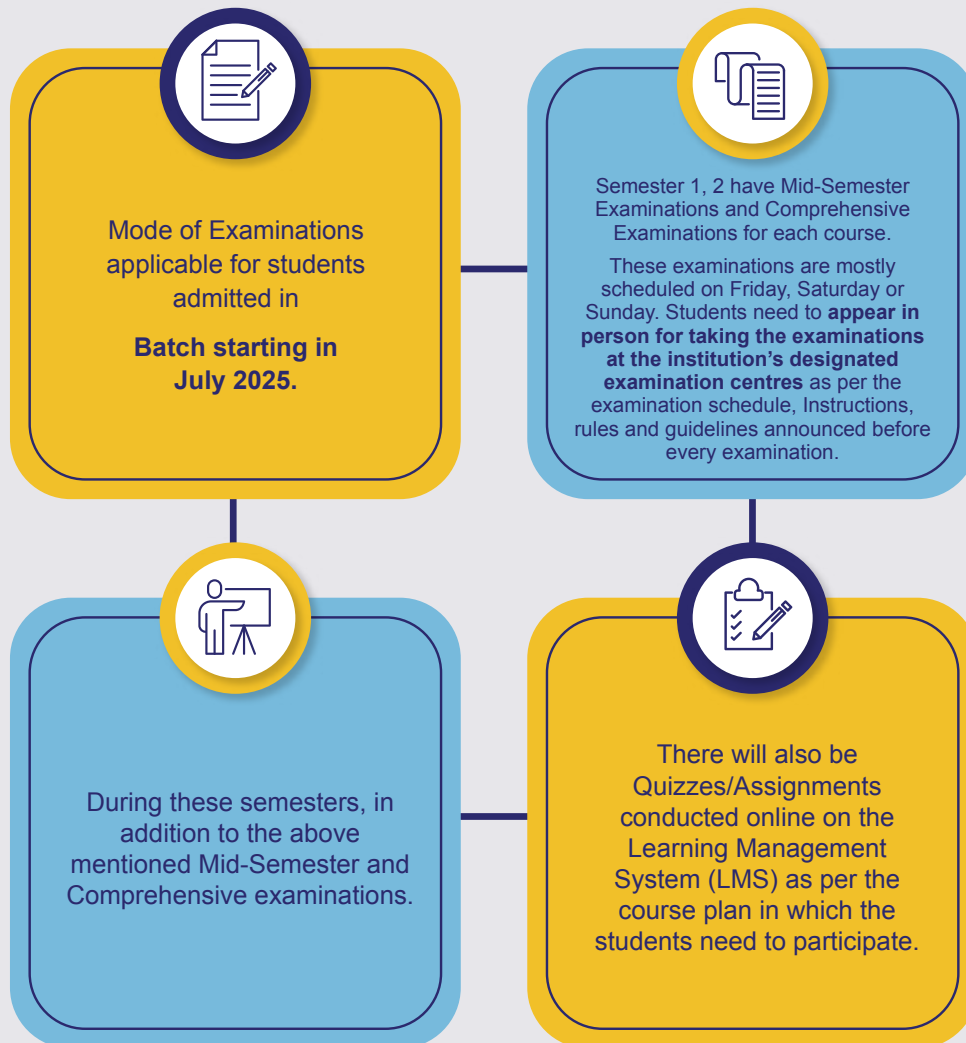 Mode of Examinations
applicable for students
admitted in
Batch starting in
July 2025.
Semester 1, 2 have Mid-Semester
Examinations and Comprehensive
Examinations for each course.
These examinations are mostly
scheduled on Friday, Saturday or
Sunday. Students need to appear in
person for taking the examinations
at the institution’s designated
examination centres as per the
examination schedule, Instructions,
rules and guidelines announced before
every examination.
During these semesters, in
addition to the above
mentioned Mid-Semester and
Comprehensive examinations.
There will also be
Quizzes/Assignments
conducted online on the
Learning Management
System (LMS) as per the
course plan in which the
students need to participate.